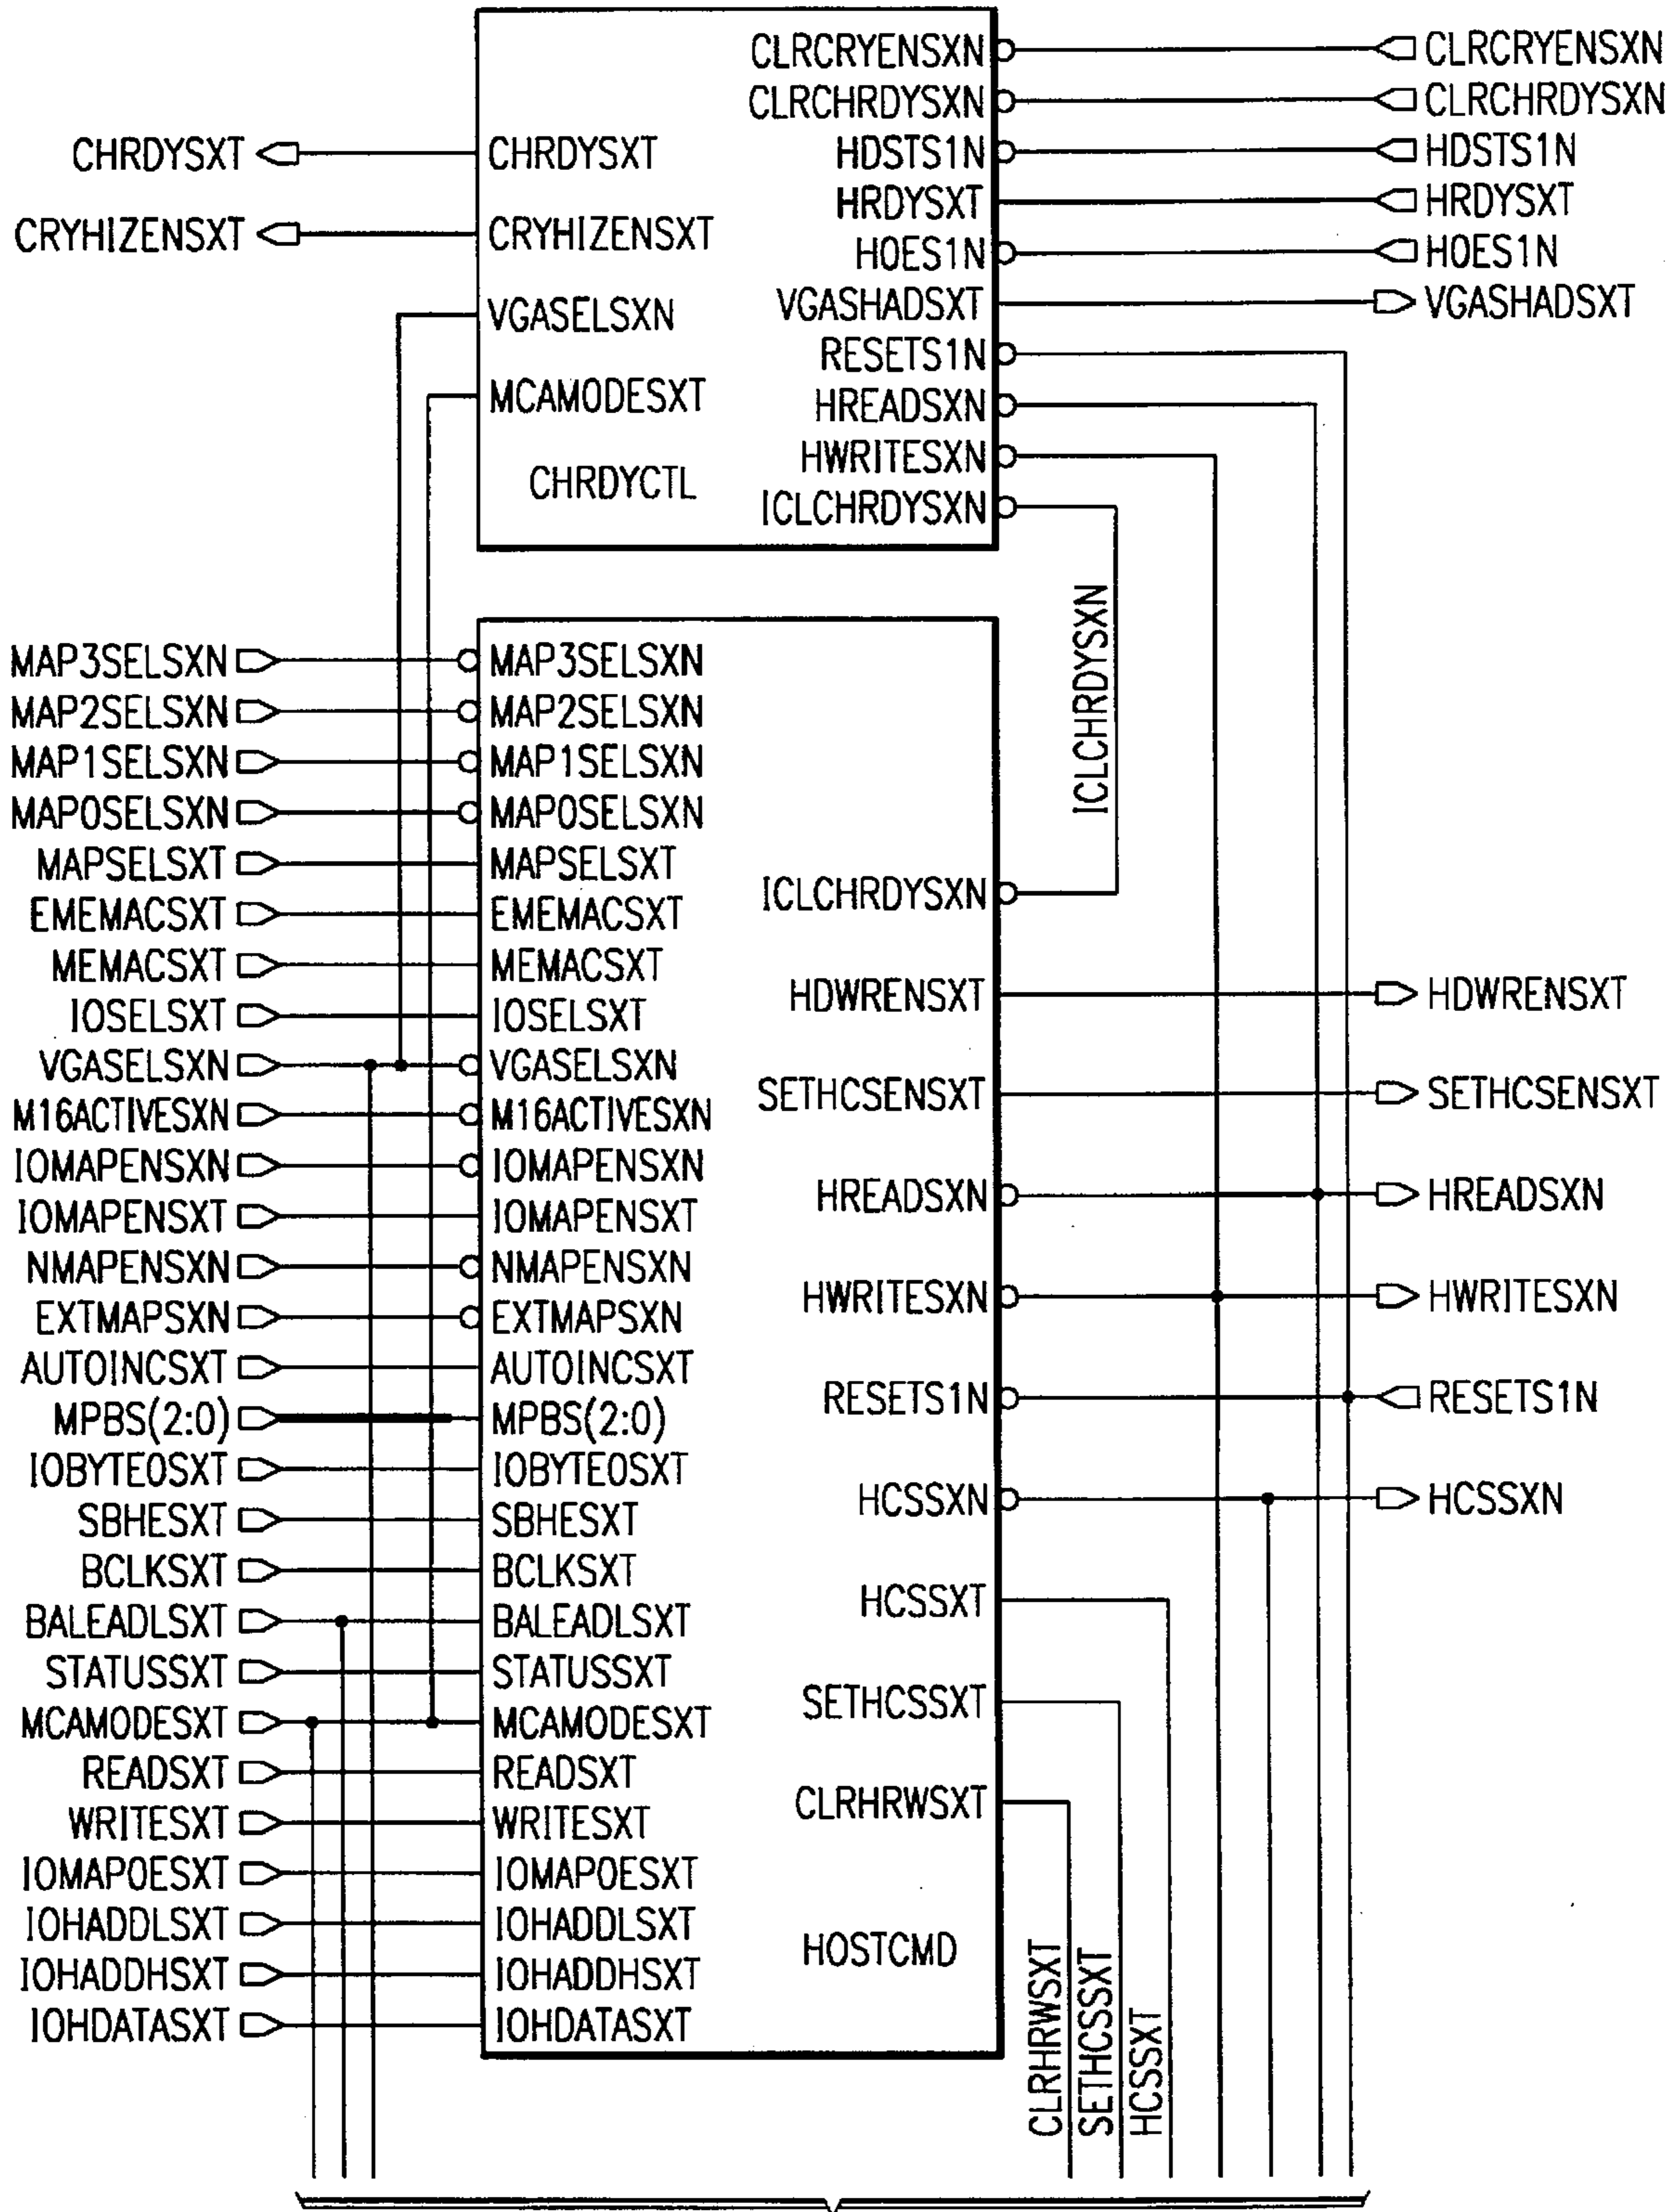 CLRCRYENSXN CLRCRYENSXN
CLRCHRDYSXN CLRCHRDYSXN
CHRDYSXT CHRDYSXT HDSTS1N HDSTS1N
HRDYSXT HRDYSXT
CRYHIZENSXT CRYHIZENSXT HOES1N HOES1N
VGASELSXN VGASHADSXT VGASHADSXT
RESETS1N
MCAMODESXT HREADSXN
HWRITESXN
CHRDYCTL
ICLCHRDYSXN
ICLCHRDYSXN
MAP3SELSXN MAP3SELSXN
MAP2SELSXN MAP2SELSXN
MAP1SELSXN MAP1SELSXN
MAP0SELSXN MAP0SELSXN
MAPSELSXT MAPSELSXT
ICLCHRDYSXN
EMEMACSXT EMEMACSXT
MEMACSXT MEMACSXT
HDWRENSXT HDWRENSXT
IOSELSXT IOSELSXT
VGASELSXN VGASELSXN
SETHCSENSXT SETHCSENSXT
M16ACTIVESXN M16ACTIVESXN
IOMAPENSXN IOMAPENSXN
HREADSXN HREADSXN
IOMAPENSXT IOMAPENSXT
NMAPENSXN NMAPENSXN
HWRITESXN HWRITESXN
EXTMAPSXN EXTMAPSXN
AUTOINCSXT AUTOINCSXT
RESETS1N RESETS1N
MPBS(2:0) MPBS(2:0)
IOBYTE0SXT IOBYTE0SXT
HCSSXN HCSSXN
SBHESXT SBHESXT
BCLKSXT BCLKSXT
HCSSXT
BALEADLSXT BALEADLSXT
STATUSSXT STATUSSXT
SETHCSSXT
MCAMODESXT MCAMODESXT
READSXT READSXT
CLRHRWSXT
WRITESXT WRITESXT
IOMAPOESXT IOMAPOESXT
IOHADDLSXT IOHADDLSXT
HOSTCMD
IOHADDHSXT IOHADDHSXT
IOHDATASXT IOHDATASXT
CLRHRWSXT
SETHCSSXT
HCSSXT